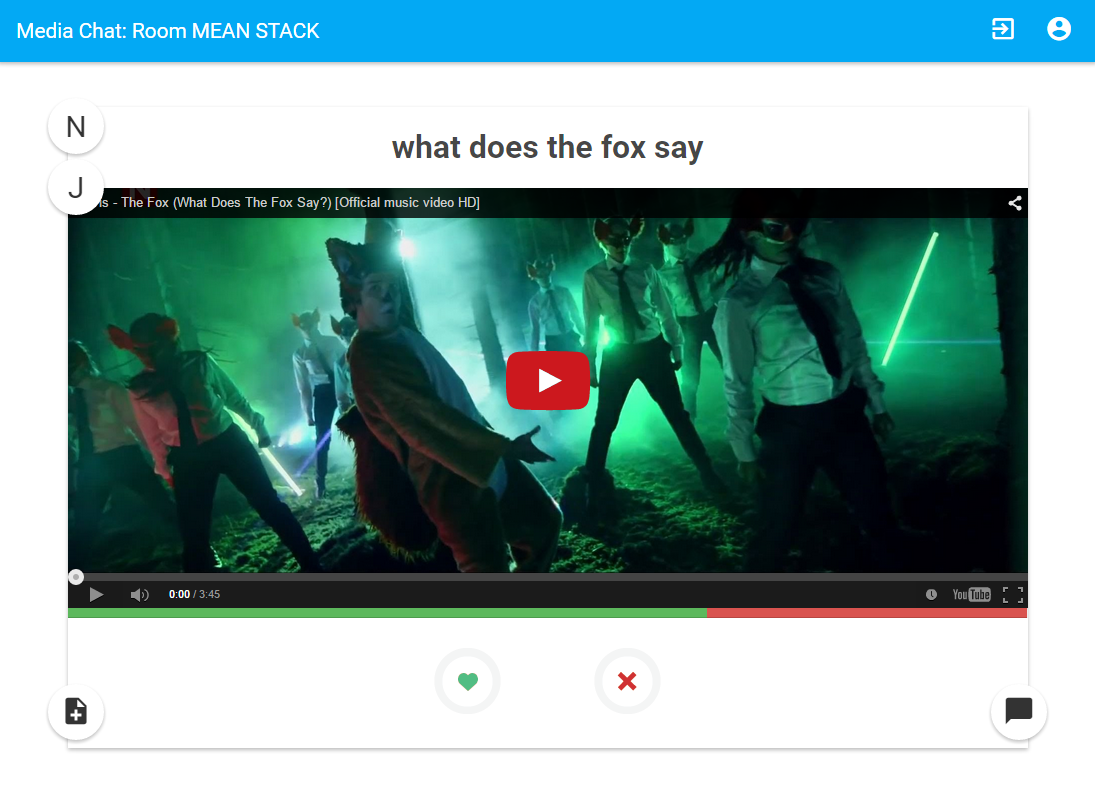 Media Chat: Room MEAN STACK
N
what does the fox say
J
is - The Fox (What Does The Fox Say?) [Official music video HD]
0:00 / 3:45
YouTube